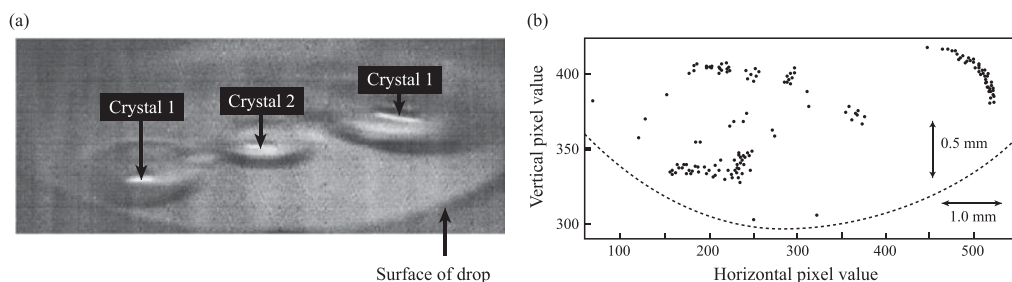 (a)
Crystal 1
Crystal 2
Crystal 1
Surface of drop
(b)
Vertical pixel value
400
350
300
0.5 mm
1.0 mm
100
200
300
400
500
Horizontal pixel value